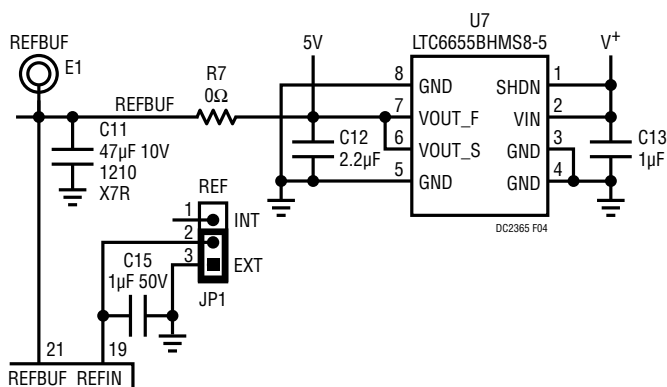 U7
LTC6655BHMS8-5
REFBUF
E1
5V
V+
R7
0Ω
REFBUF
8 GND
SHDN 1
7 VOUT_F
VIN 2
6 VOUT_S
GND 3
5 GND
GND 4
C11
47µF 10V
1210
X7R
C12
2.2µF
C13
1µF
DC2365 F04
REF
1 INT
2
3 EXT
JP1
C15
1µF 50V
21 19
REFBUF REFIN